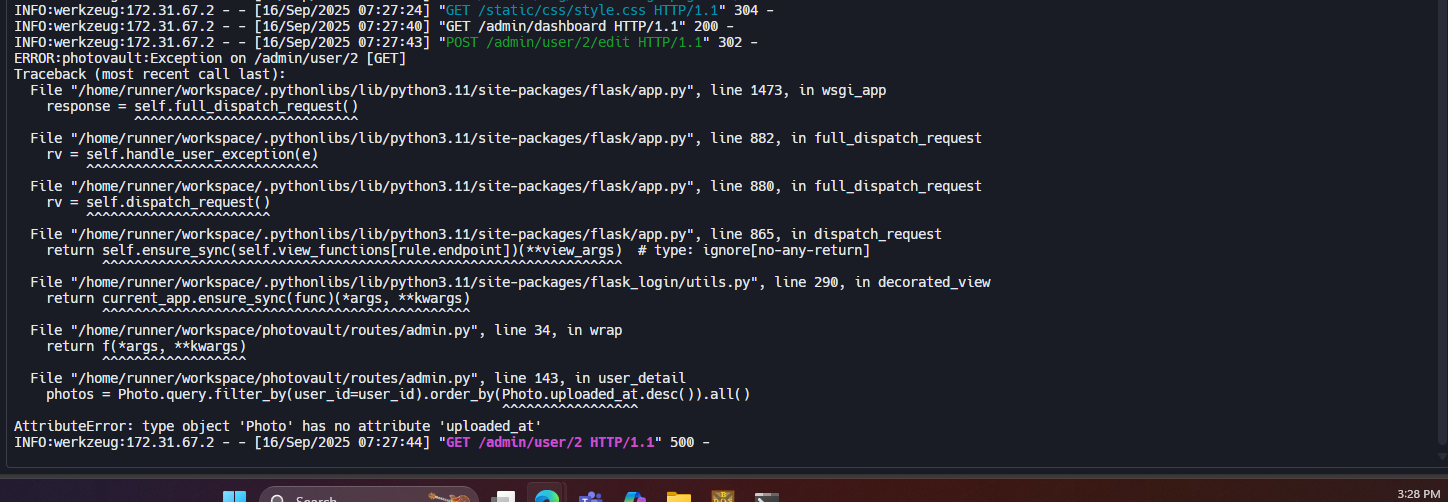 INFO:werkzeug:172.31.67.2 - - [16/Sep/2025 07:27:24] "GET /static/css/style.css HTTP/1.1" 304 -
INFO:werkzeug:172.31.67.2 - - [16/Sep/2025 07:27:40] "GET /admin/dashboard HTTP/1.1" 200 -
INFO:werkzeug:172.31.67.2 - - [16/Sep/2025 07:27:43] "POST /admin/user/2/edit HTTP/1.1" 302 -
ERROR:photovault:Exception on /admin/user/2 [GET]
Traceback (most recent call last):
  File "/home/runner/workspace/.pythonlibs/lib/python3.11/site-packages/flask/app.py", line 1473, in wsgi_app
    response = self.full_dispatch_request()
               ^^^^^^^^^^^^^^^^^^^^^^^^^^^^
  File "/home/runner/workspace/.pythonlibs/lib/python3.11/site-packages/flask/app.py", line 882, in full_dispatch_request
    rv = self.handle_user_exception(e)
         ^^^^^^^^^^^^^^^^^^^^^^^^^^^^^
  File "/home/runner/workspace/.pythonlibs/lib/python3.11/site-packages/flask/app.py", line 880, in full_dispatch_request
    rv = self.dispatch_request()
         ^^^^^^^^^^^^^^^^^^^^^^^
  File "/home/runner/workspace/.pythonlibs/lib/python3.11/site-packages/flask/app.py", line 865, in dispatch_request
    return self.ensure_sync(self.view_functions[rule.endpoint])(**view_args)  # type: ignore[no-any-return]
           ^^^^^^^^^^^^^^^^^^^^^^^^^^^^^^^^^^^^^^^^^^^^^^^^^^^^^^^^^^^^^^^^^
  File "/home/runner/workspace/.pythonlibs/lib/python3.11/site-packages/flask_login/utils.py", line 290, in decorated_view
    return current_app.ensure_sync(func)(*args, **kwargs)
           ^^^^^^^^^^^^^^^^^^^^^^^^^^^^^^^^^^^^^^^^^^^^^^
  File "/home/runner/workspace/photovault/routes/admin.py", line 34, in wrap
    return f(*args, **kwargs)
           ^^^^^^^^^^^^^^^^^^
  File "/home/runner/workspace/photovault/routes/admin.py", line 143, in user_detail
    photos = Photo.query.filter_by(user_id=user_id).order_by(Photo.uploaded_at.desc()).all()
                                                             ^^^^^^^^^^^^^^^^^
AttributeError: type object 'Photo' has no attribute 'uploaded_at'
INFO:werkzeug:172.31.67.2 - - [16/Sep/2025 07:27:44] "GET /admin/user/2 HTTP/1.1" 500 -
Search
3:28 PM